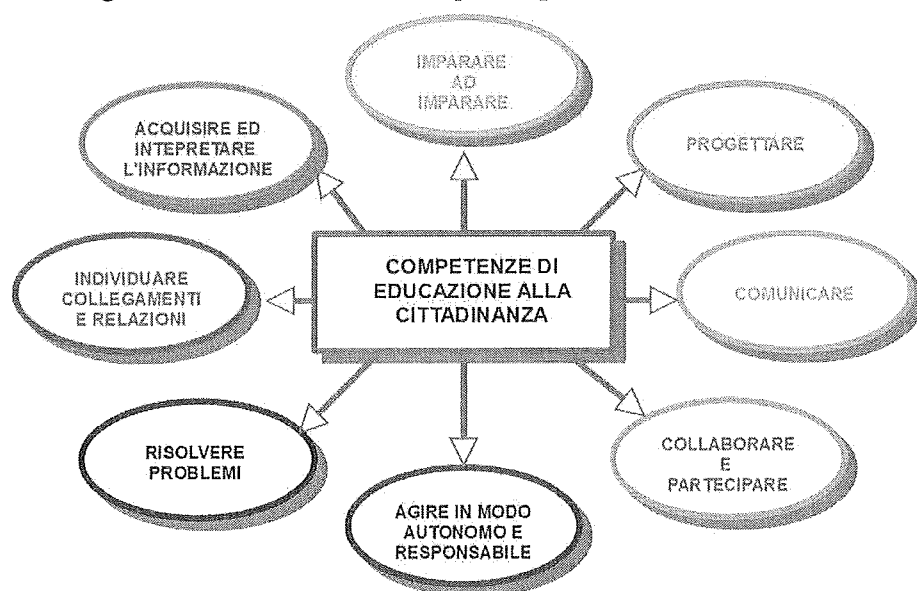 IMPARARE
AD
IMPARARE
PROGETTARE
COMUNICARE
COLLABORARE
E
PARTECIPARE
AGIRE IN MODO
AUTONOMO E
RESPONSABILE
RISOLVERE
PROBLEMI
INDIVIDUARE
COLLEGAMENTI
E RELAZIONI
ACQUISIRE ED
INTEPRETARE
L'INFORMAZIONE
COMPETENZE DI
EDUCAZIONE ALLA
CITTADINANZA